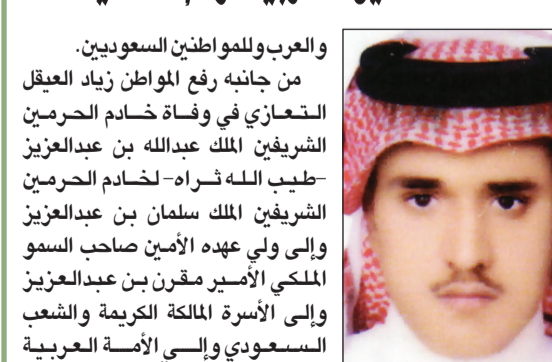 والعرب وللمواطنين السعوديين.
من جانبه رفع المواطن زياد العيقل
التعازي في وفاة خادم الحرمين
الشريفين الملك عبدالله بن عبدالعزيز
-طيب الله ثراه- لخادم الحرمين
الشريفين الملك سلمان بن عبدالعزيز
وإلى ولي عهده الأمين صاحب السمو
الملكي الأمير مقرن بن عبدالعزيز
وإلى الأسرة المالكة الكريمة والشعب
السعودي وإلى الأمة العربية